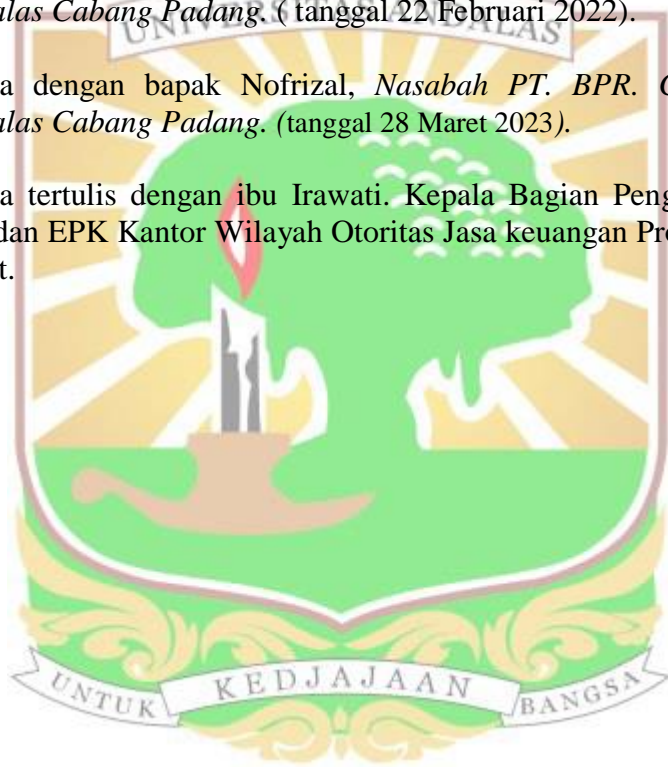 alas Cabang Padang. ( tanggal 22 Februari 2022).
UNIVERSITAS ANDALAS
a dengan bapak Nofrizal, Nasabah PT. BPR. C
alas Cabang Padang. (tanggal 28 Maret 2023).
a tertulis dengan ibu Irawati. Kepala Bagian Peng
dan EPK Kantor Wilayah Otoritas Jasa keuangan Pro
t.
UNTUK KEDJAJAAN BANGSA